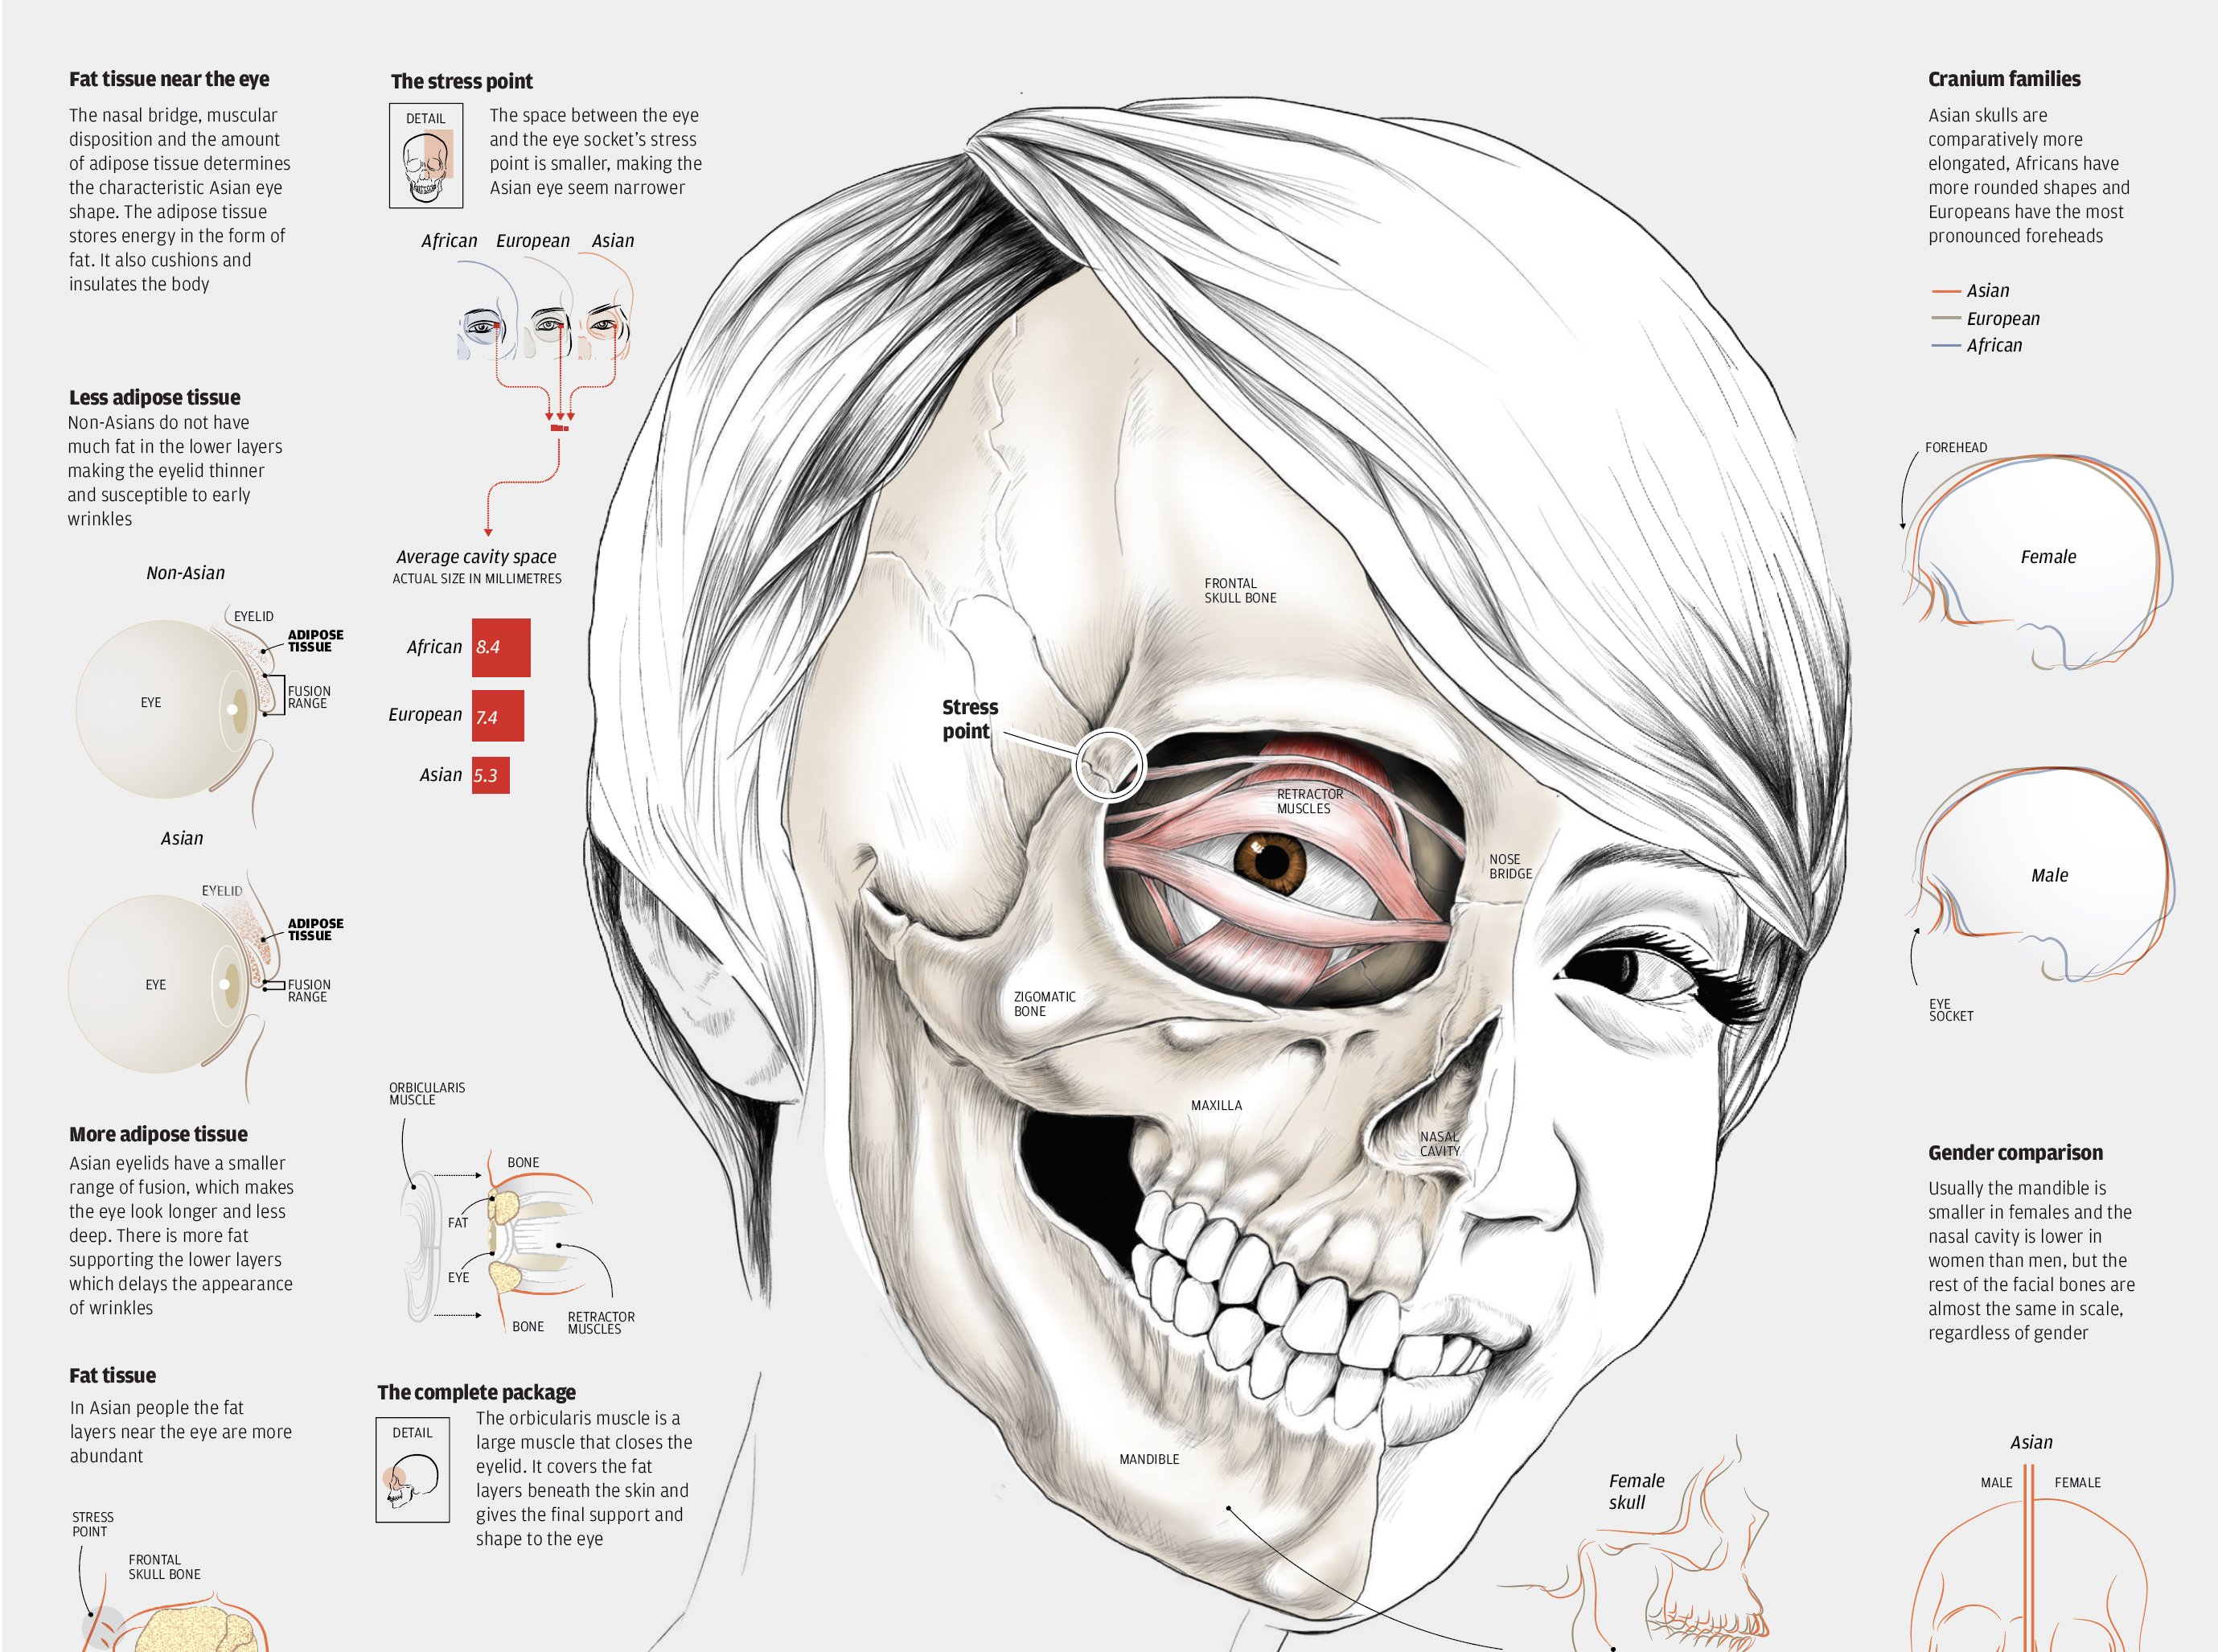 Fat tissue near the eye
The nasal bridge, muscular
disposition and the amount
of adipose tissue determines
the characteristic Asian eye
shape. The adipose tissue
stores energy in the form of
fat. It also cushions and
insulates the body
Less adipose tissue
Non-Asians do not have
much fat in the lower layers
making the eyelid thinner
and susceptible to early
wrinkles
Non-Asian
EYELID
ADIPOSE
TISSUE
FUSION
RANGE
EYE
Asian
EYELID
ADIPOSE
TISSUE
FUSION
RANGE
EYE
More adipose tissue
Asian eyelids have a smaller
range of fusion, which makes
the eye look longer and less
deep. There is more fat
supporting the lower layers
which delays the appearance
of wrinkles
Fat tissue
In Asian people the fat
layers near the eye are more
abundant
STRESS
POINT
FRONTAL
SKULL BONE
The stress point
DETAIL
The space between the eye
and the eye socket's stress
point is smaller, making the
Asian eye seem narrower
African European Asian
Average cavity space
ACTUAL SIZE IN MILLIMETRES
African 8.4
European 7.4
Asian 5.3
ORBICULARIS
MUSCLE
BONE
FAT
EYE
BONE
RETRACTOR
MUSCLES
The complete package
DETAIL
The orbicularis muscle is a
large muscle that closes the
eyelid. It covers the fat
layers beneath the skin and
gives the final support and
shape to the eye
FRONTAL
SKULL BONE
Stress
point
RETRACTOR
MUSCLES
NOSE
BRIDGE
ZIGOMATIC
BONE
MAXILLA
NASAL
CAVITY
MANDIBLE
Female
skull
Cranium families
Asian skulls are
comparatively more
elongated, Africans have
more rounded shapes and
Europeans have the most
pronounced foreheads
Asian
European
African
FOREHEAD
Female
Male
EYE
SOCKET
Gender comparison
Usually the mandible is
smaller in females and the
nasal cavity is lower in
women than men, but the
rest of the facial bones are
almost the same in scale,
regardless of gender
Asian
MALE FEMALE